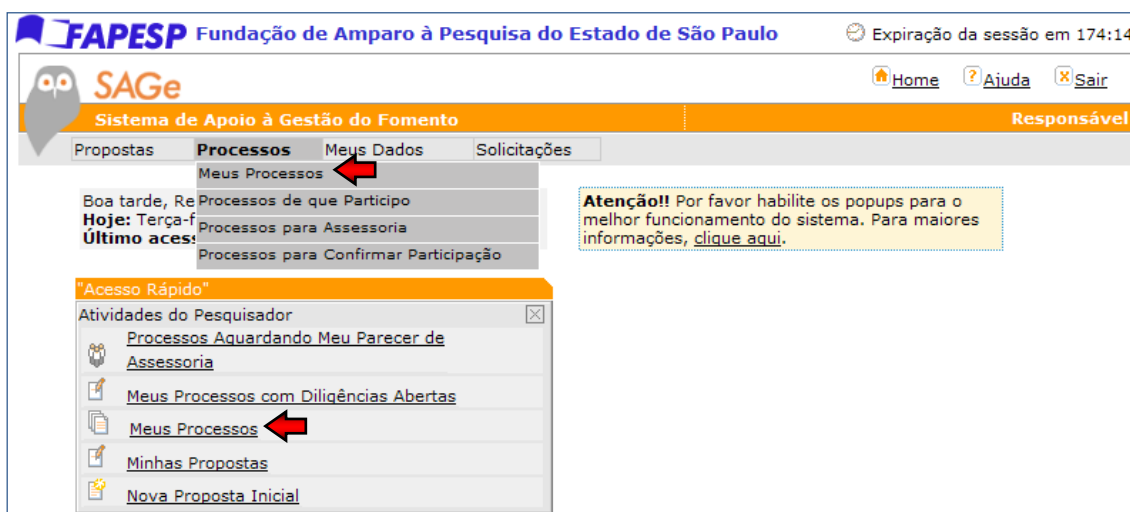 FAPESP Fundação de Amparo à Pesquisa do Estado de São Paulo Expiração da sessão em 174:14
SAGe Home Ajuda Sair
Sistema de Apoio à Gestão do Fomento Responsável
Propostas Processos Meus Dados Solicitações
Meus Processos
Processos de que Participo
Processos para Assessoria
Processos para Confirmar Participação
Boa tarde, Re
Hoje: Terça-f
Último aces
Atenção!! Por favor habilite os popups para o
melhor funcionamento do sistema. Para maiores
informações, clique aqui.
"Acesso Rápido"
Atividades do Pesquisador
Processos Aguardando Meu Parecer de
Assessoria
Meus Processos com Diligências Abertas
Meus Processos
Minhas Propostas
Nova Proposta Inicial